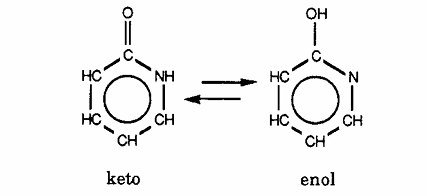 O OH
C C
HC NH HC N
HC CH HC CH
CH CH
keto enol